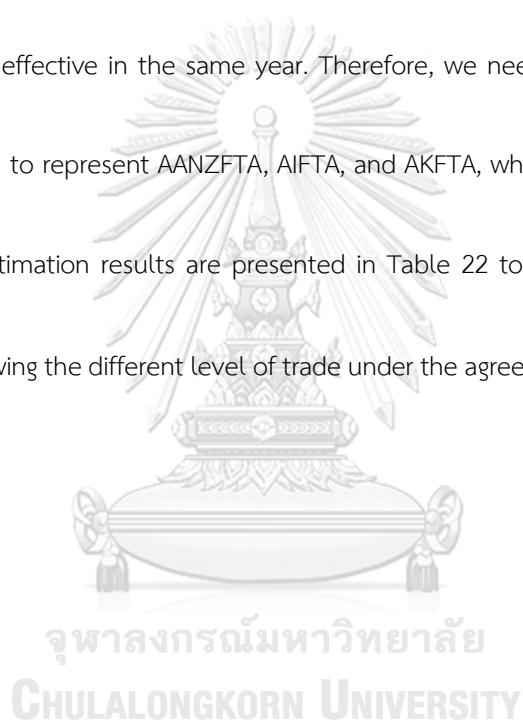 effective in the same year. Therefore, we nee
to represent AANZFTA, AIFTA, and AKFTA, wh
timation results are presented in Table 22 to
ving the different level of trade under the agree
จุฬาลงกรณ์มหาวิทยาลัย
CHULALONGKORN UNIVERSITY